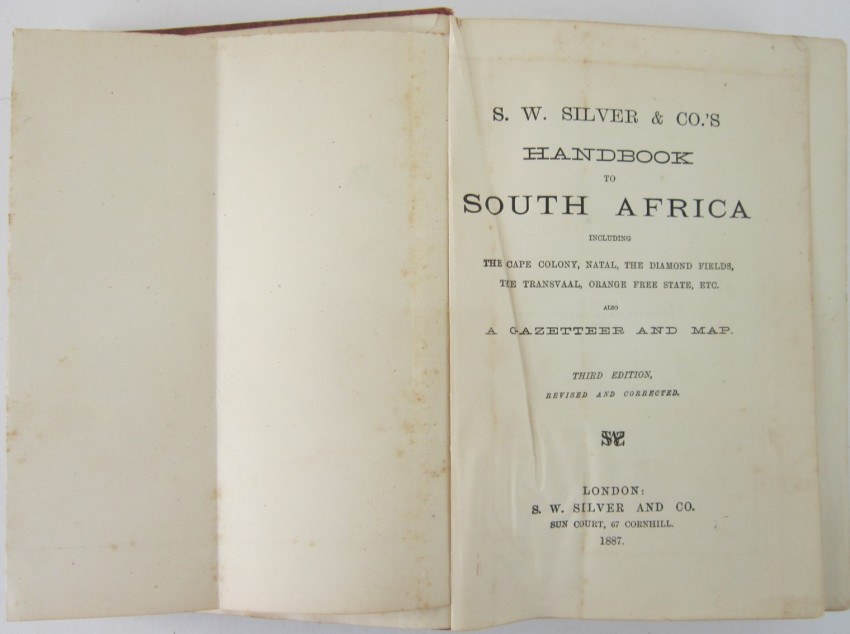 S. W. SILVER & CO.'S
HANDBOOK
TO
SOUTH AFRICA
INCLUDING
THE CAPE COLONY, NATAL, THE DIAMOND FIELDS,
THE TRANSVAAL, ORANGE FREE STATE, ETC.
ALSO
A GAZETTEER AND MAP.
THIRD EDITION,
REVISED AND CORRECTED.
LONDON:
S. W. SILVER AND CO.
SUN COURT, 67 CORNHILL.
1887.